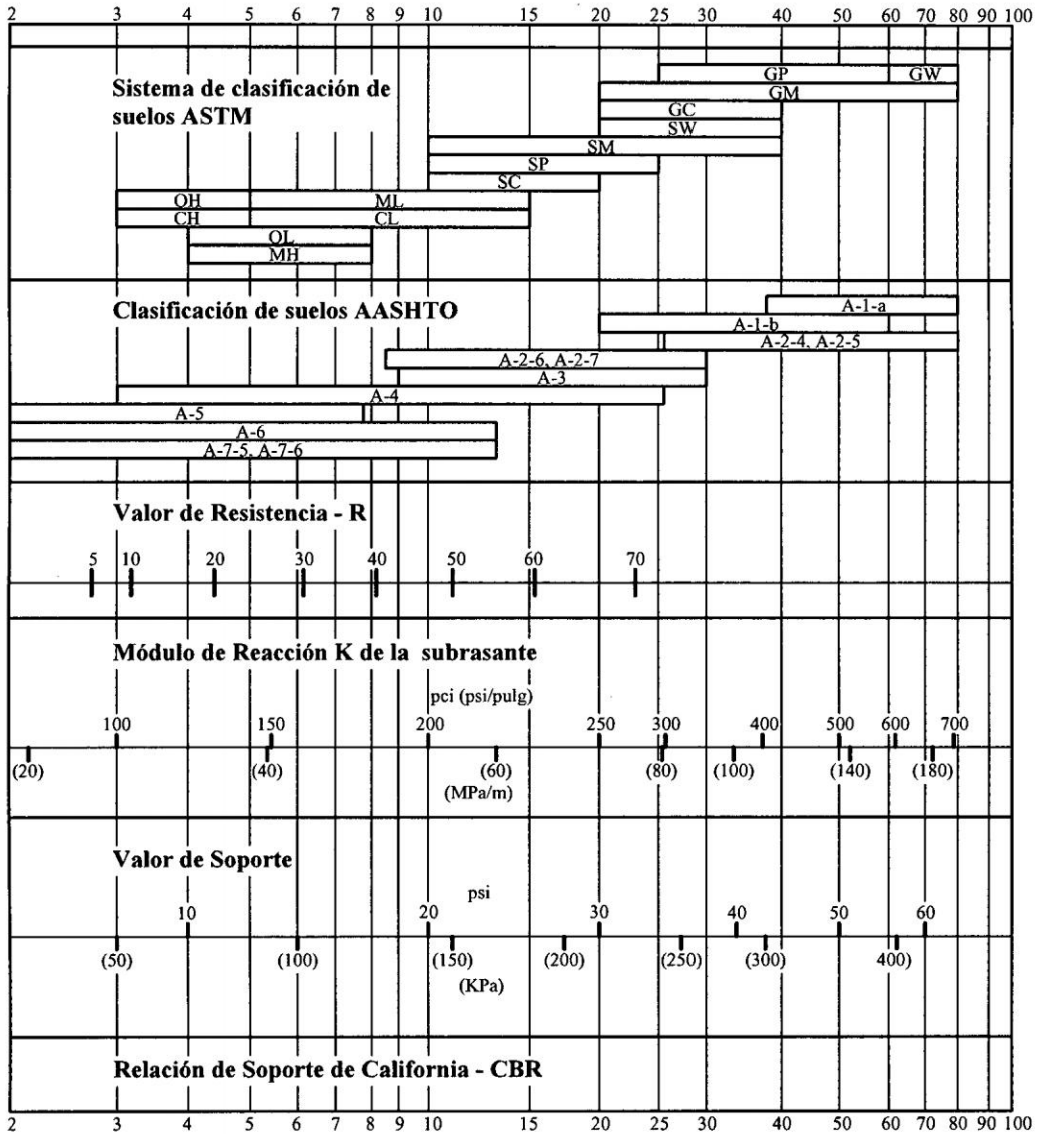 2 3 4 5 6 7 8 9 10 15 20 25 30 40 50 60 70 80 90 100
Sistema de clasificación de
suelos ASTM
GP GW
GM
GC
SW
SM
SP
SC
OH ML
CH CL
OL
MH
Clasificación de suelos AASHTO
A-1-a
A-1-b
A-2-4, A-2-5
A-2-6, A-2-7
A-3
A-4
A-5
A-6
A-7-5, A-7-6
Valor de Resistencia - R
5 10 20 30 40 50 60 70
Módulo de Reacción K de la subrasante
pci (psi/pulg)
100 150 200 250 300 400 500 600 700
(20) (40) (60) (80) (100) (140) (180)
(MPa/m)
Valor de Soporte
psi
10 20 30 40 50 60
(50) (100) (150) (200) (250) (300) 400)
(KPa)
Relación de Soporte de California - CBR
2 3 4 5 6 7 8 9 10 15 20 25 30 40 50 60 70 80 90 100